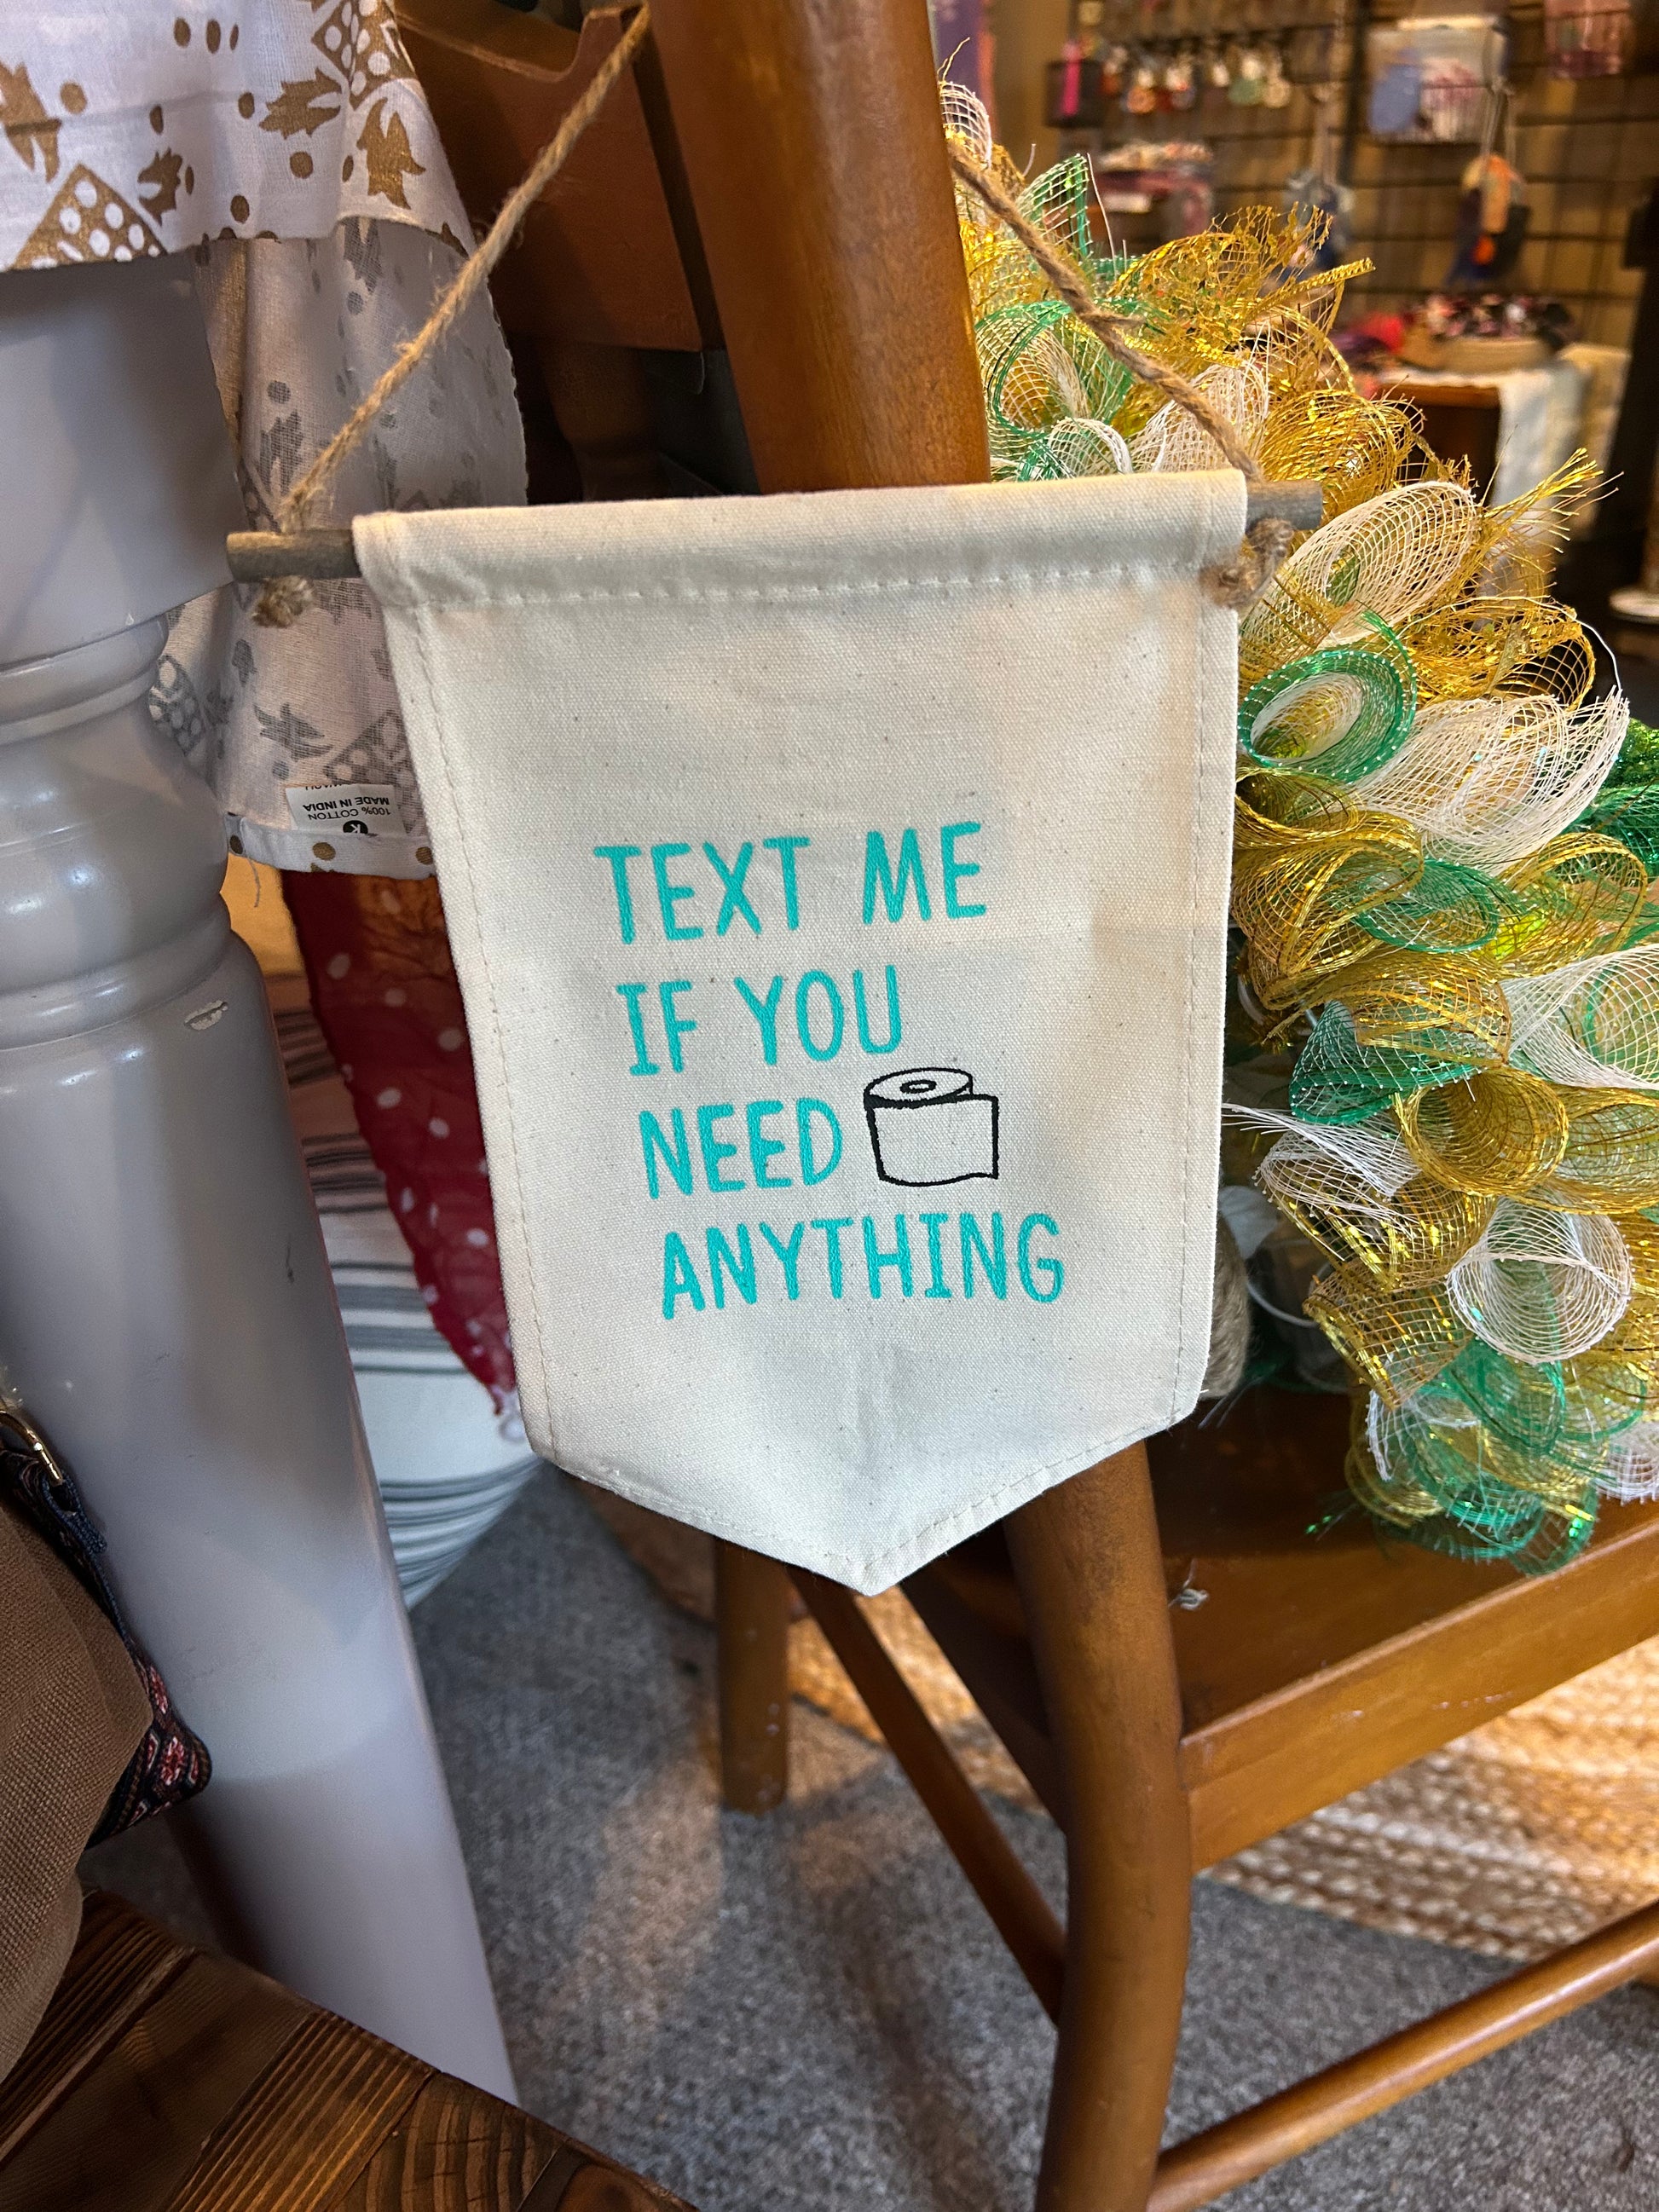 TEXT ME
IF YOU
NEED
ANYTHING
100% COTTON
MADE IN INDIA